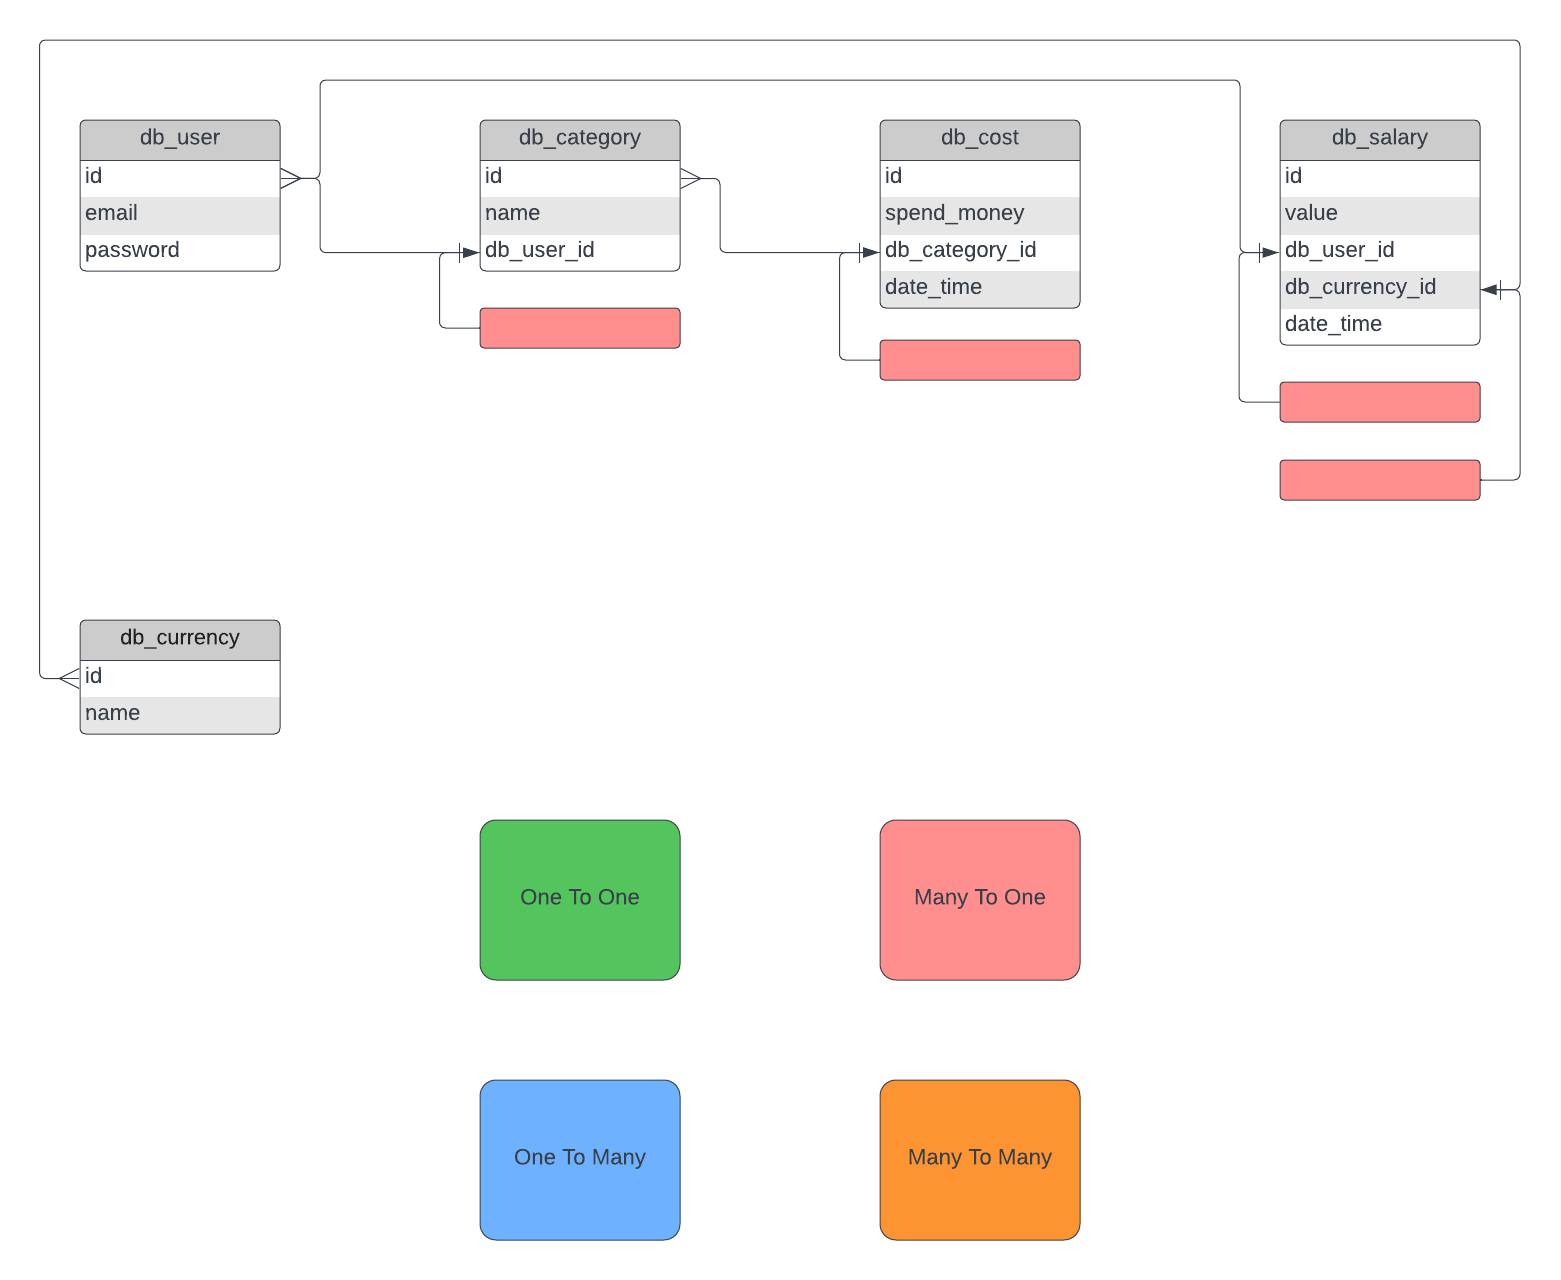 db_user
id
email
password
db_category
id
name
db_user_id
db_cost
id
spend_money
db_category_id
date_time
db_salary
id
value
db_user_id
db_currency_id
date_time
db_currency
id
name
One To One
Many To One
One To Many
Many To Many